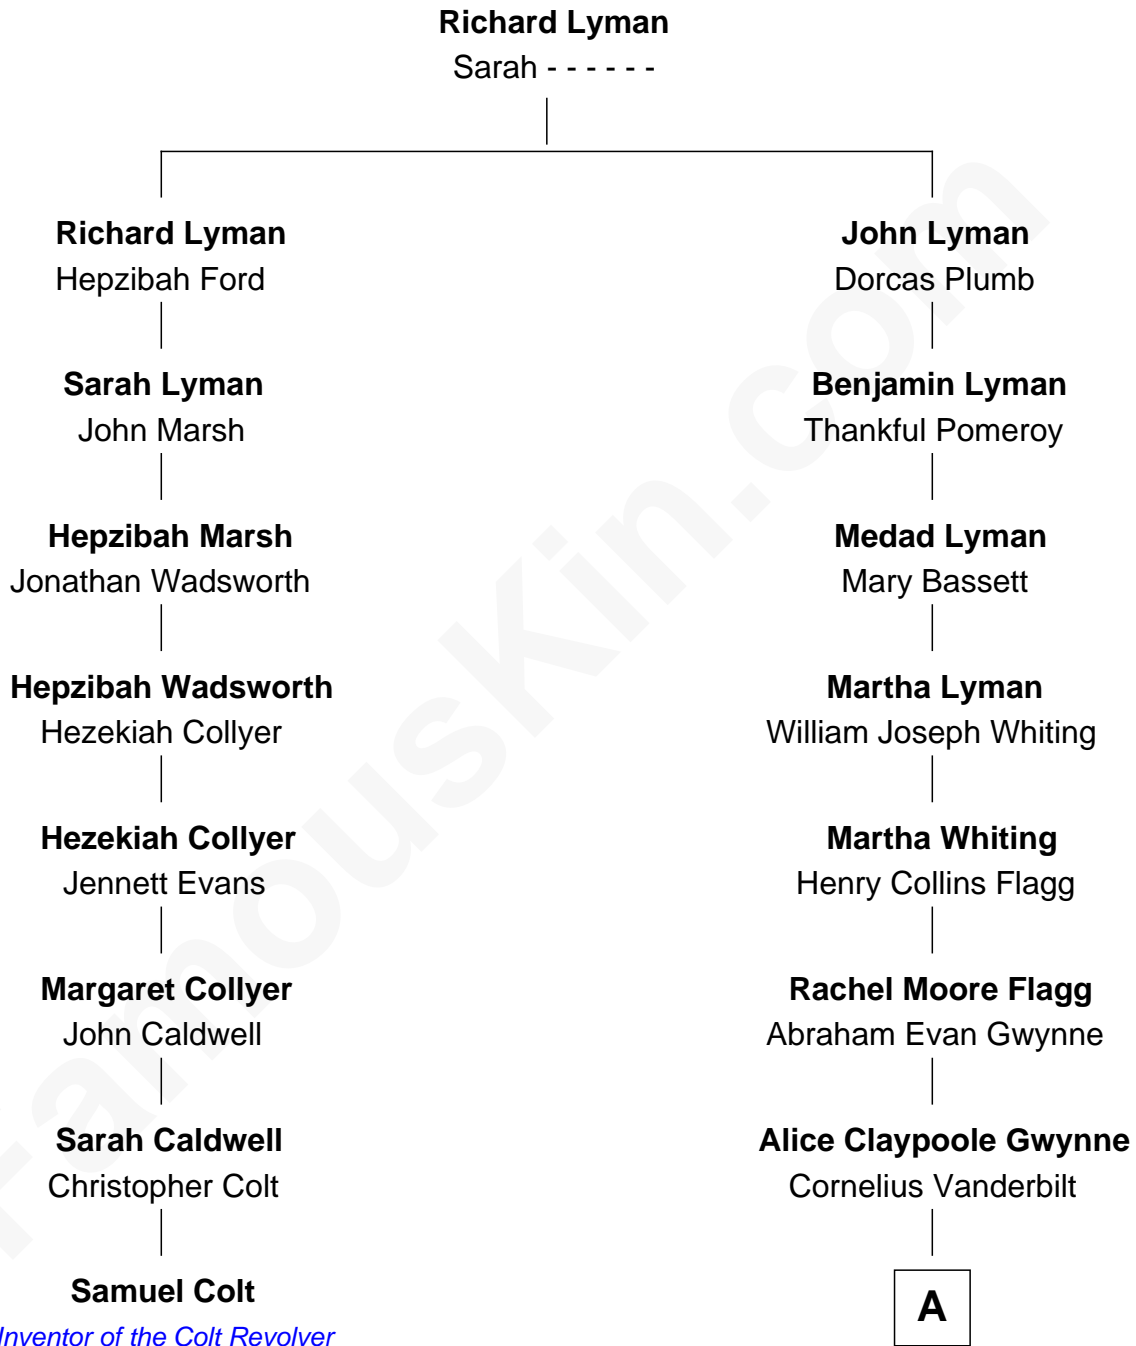 Richard Lyman
Sarah - - - - - -
Richard Lyman
Hepzibah Ford
John Lyman
Dorcas Plumb
Sarah Lyman
John Marsh
Benjamin Lyman
Thankful Pomeroy
Hepzibah Marsh
Jonathan Wadsworth
Medad Lyman
Mary Bassett
Hepzibah Wadsworth
Hezekiah Collyer
Martha Lyman
William Joseph Whiting
Hezekiah Collyer
Jennett Evans
Martha Whiting
Henry Collins Flagg
Margaret Collyer
John Caldwell
Rachel Moore Flagg
Abraham Evan Gwynne
Sarah Caldwell
Christopher Colt
Alice Claypoole Gwynne
Cornelius Vanderbilt
Samuel Colt
Inventor of the Colt Revolver
A
FamousKin.com